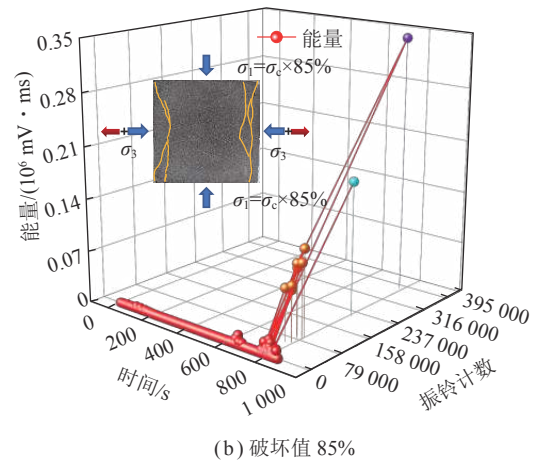 0.35
能量
σ₁=σc×85%
0.28
0.21
σ₃
σ₃
0.14
σ₁=σc×85%
能量/(10⁶ mV·ms)
0.07
0
0
200
400
600
800
1 000
时间/s
0
79 000
158 000
237 000
316 000
395 000
振铃计数
(b) 破坏值 85%